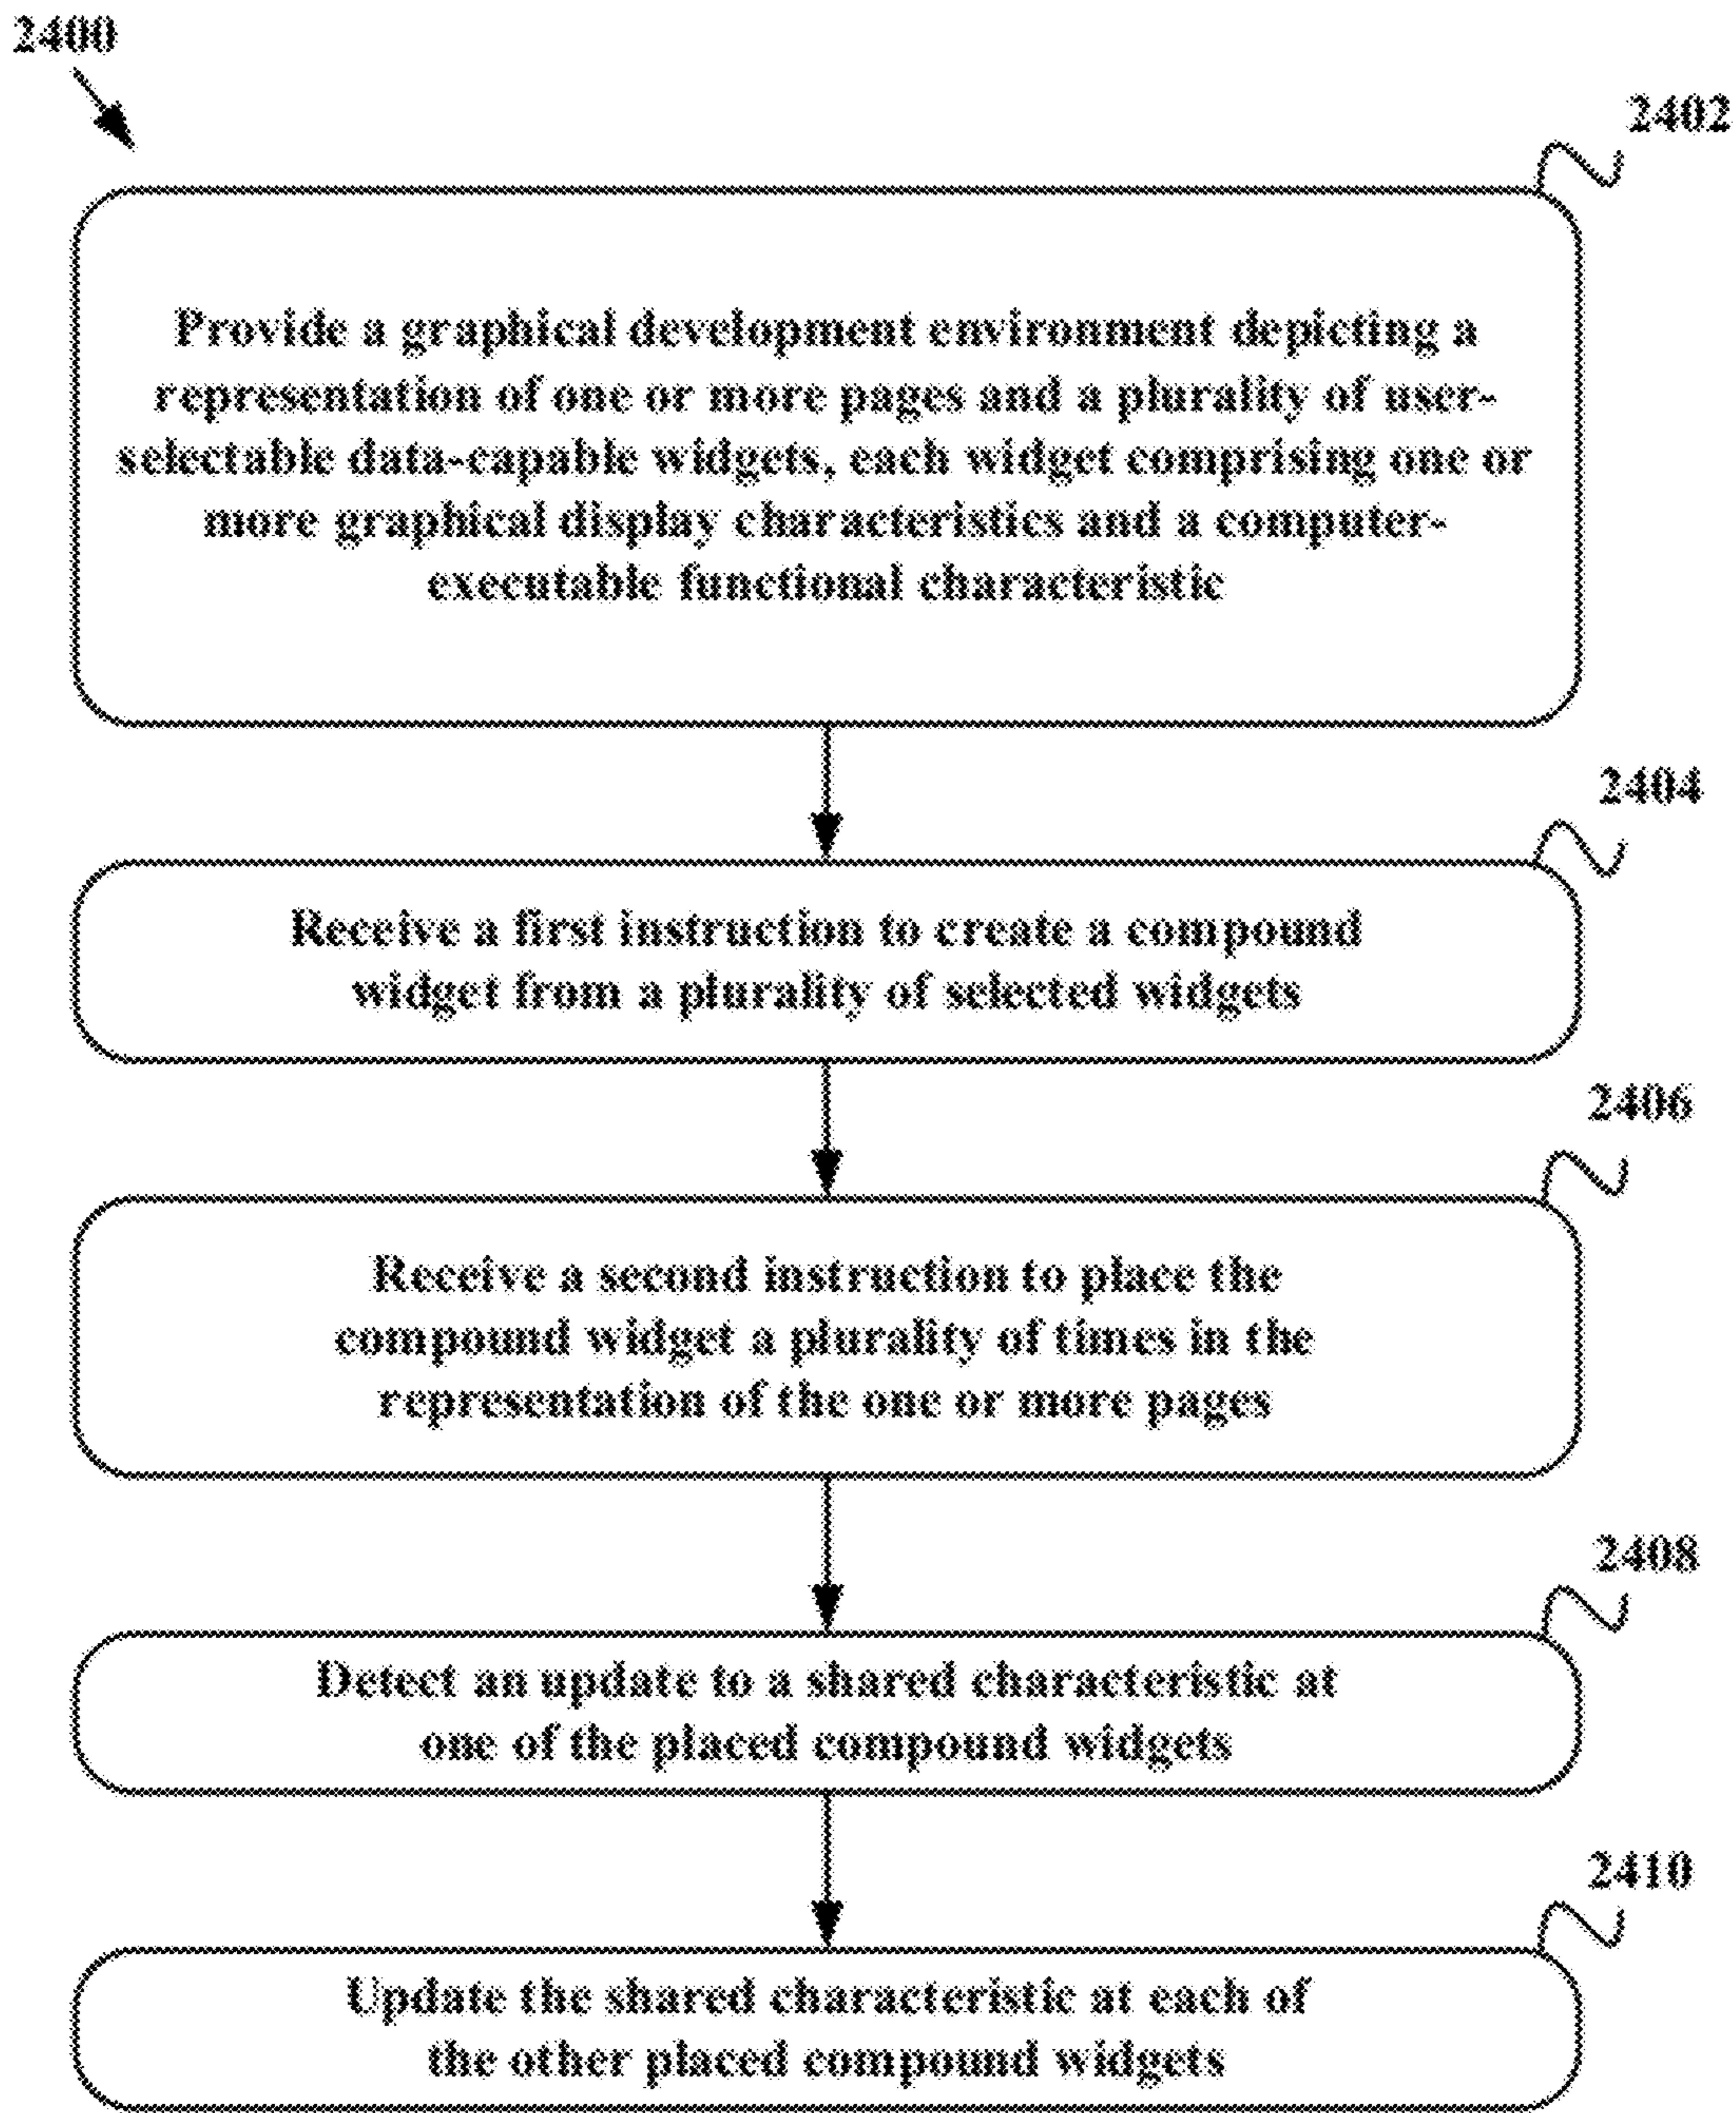 2400
2402
Provide a graphical development environment depicting a
representation of one or more pages and a plurality of user-
selectable data-capable widgets, each widget comprising one or
more graphical display characteristics and a computer-
executable functional characteristic
2404
Receive a first instruction to create a compound
widget from a plurality of selected widgets
2406
Receive a second instruction to place the
compound widget a plurality of times in the
representation of the one or more pages
2408
Detect an update to a shared characteristic at
one of the placed compound widgets
2410
Update the shared characteristic at each of
the other placed compound widgets